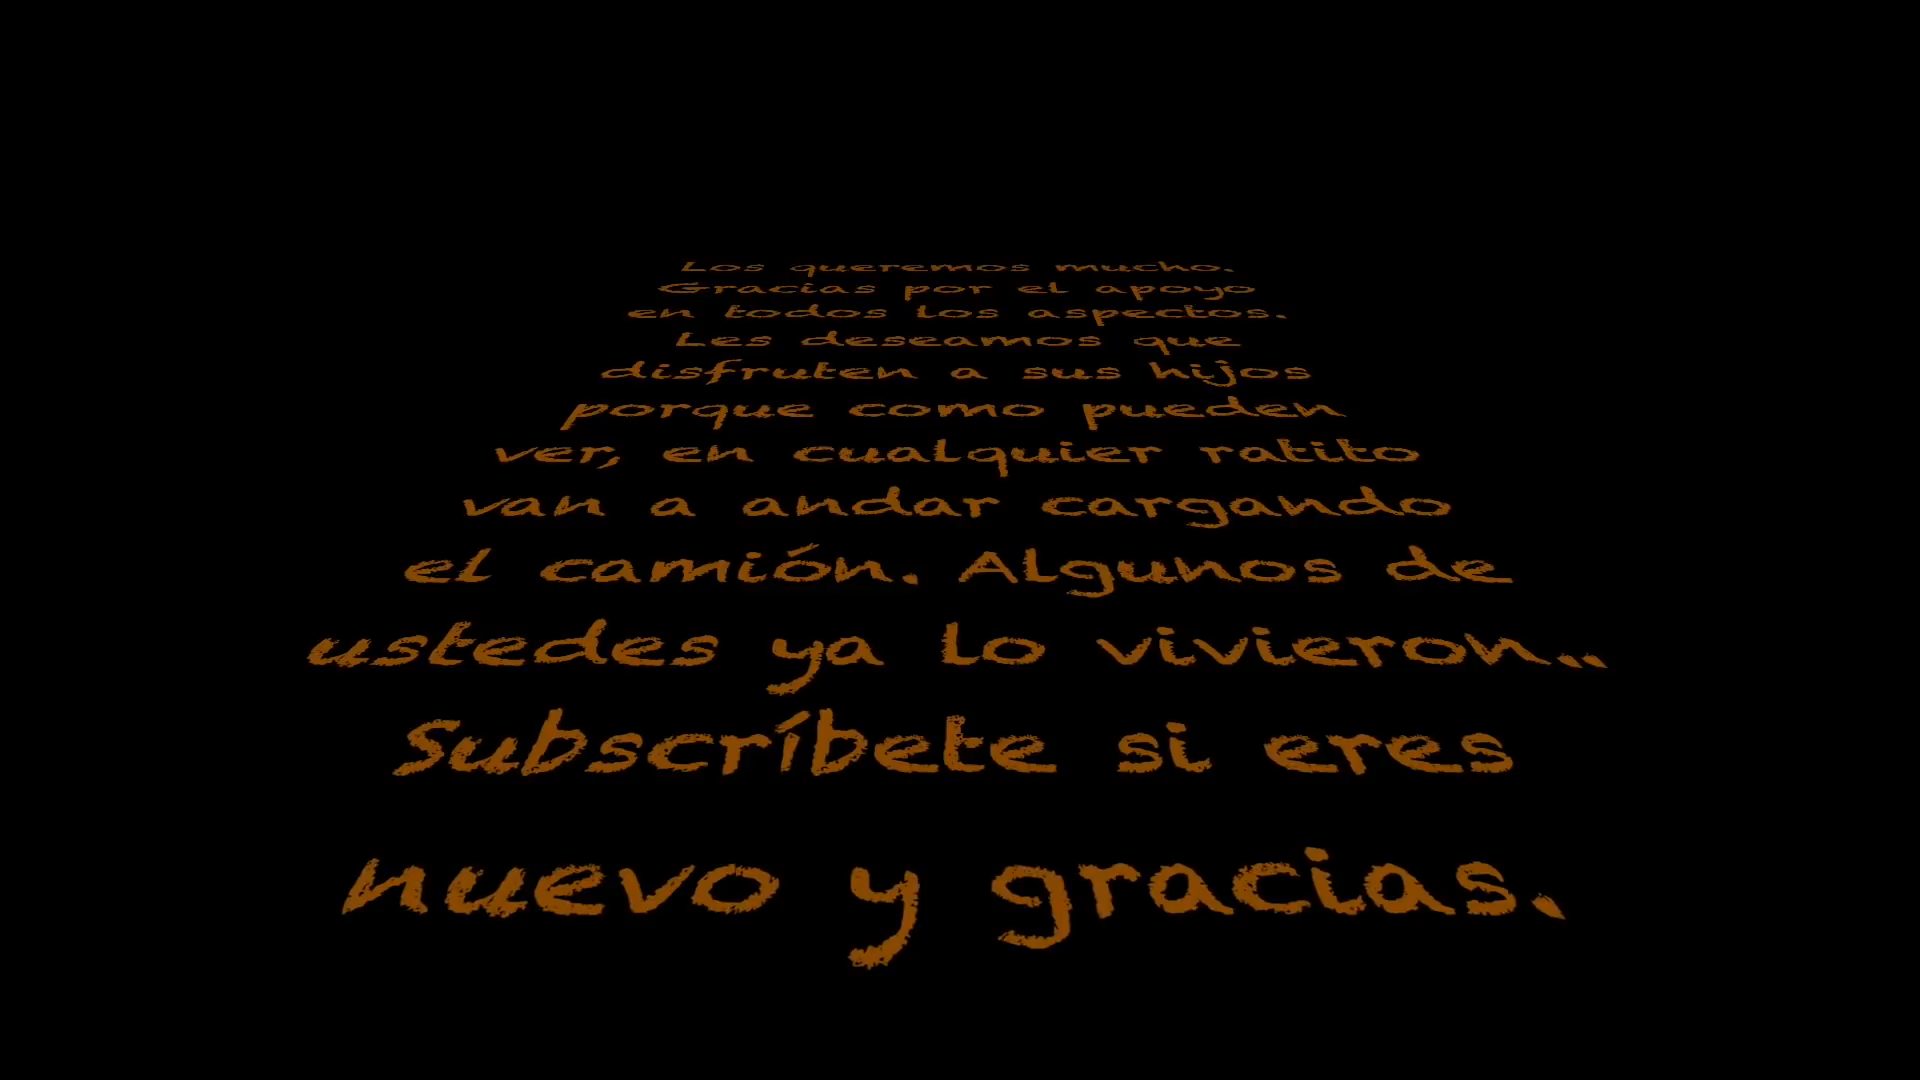 Los queremos mucho.
Gracias por el apoyo
en todos los aspectos.
Les deseamos que
disfruten a sus hijos
porque como pueden
ver, en cualquier ratito
van a andar cargando
el camión. Algunos de
ustedes ya lo vivieron..
Subscríbete si eres
nuevo y gracias.